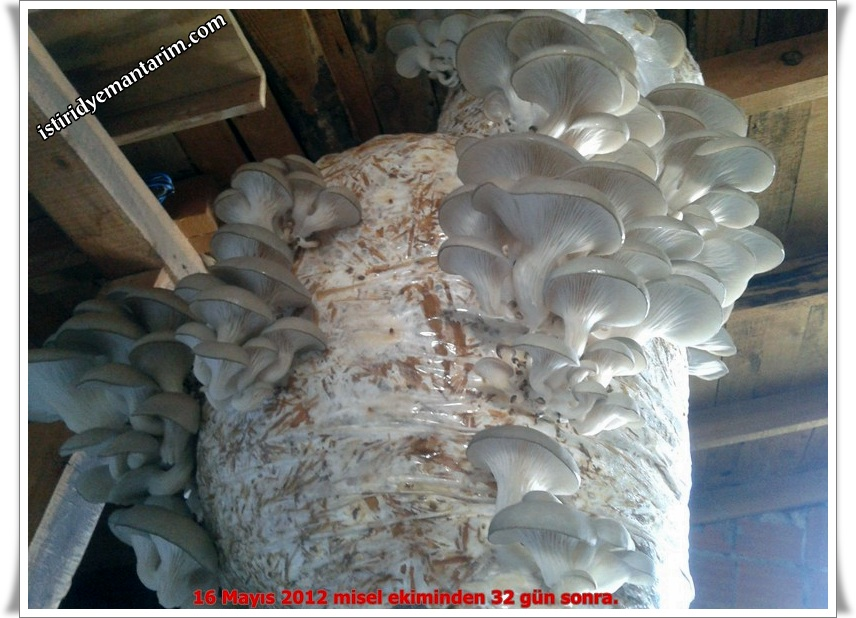 istiridyemantarim.com
16 Mayıs 2012 misel ekiminden 32 gün sonra.